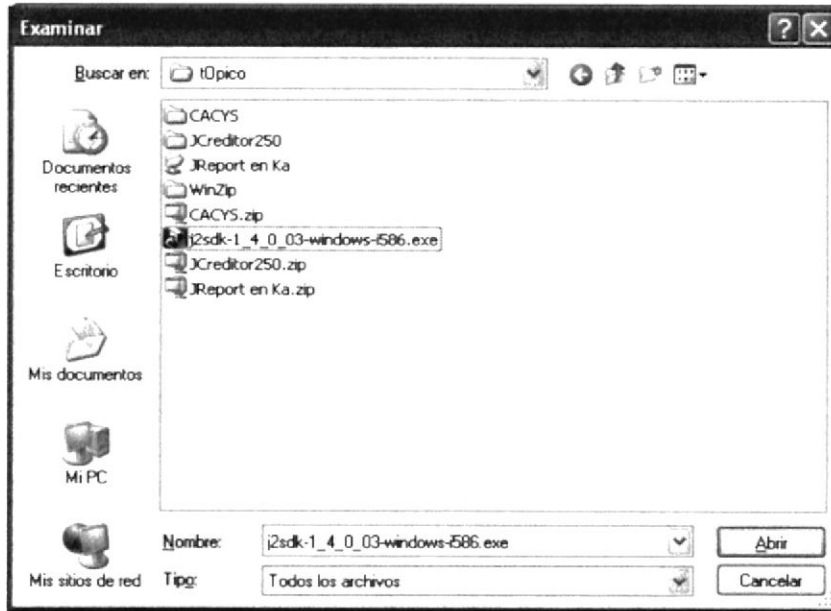 Examinar
Buscar en: tOpico
CACYS
JCreditor250
JReport en Ka
WinZip
CACYS.zip
j2sdk-1_4_0_03-windows-i586.exe
JCreditor250.zip
JReport en Ka.zip
Documentos
recientes
Escritorio
Mis documentos
Mi PC
Mis sitios de red
Nombre: j2sdk-1_4_0_03-windows-i586.exe Abrir
Tipo: Todos los archivos Cancelar